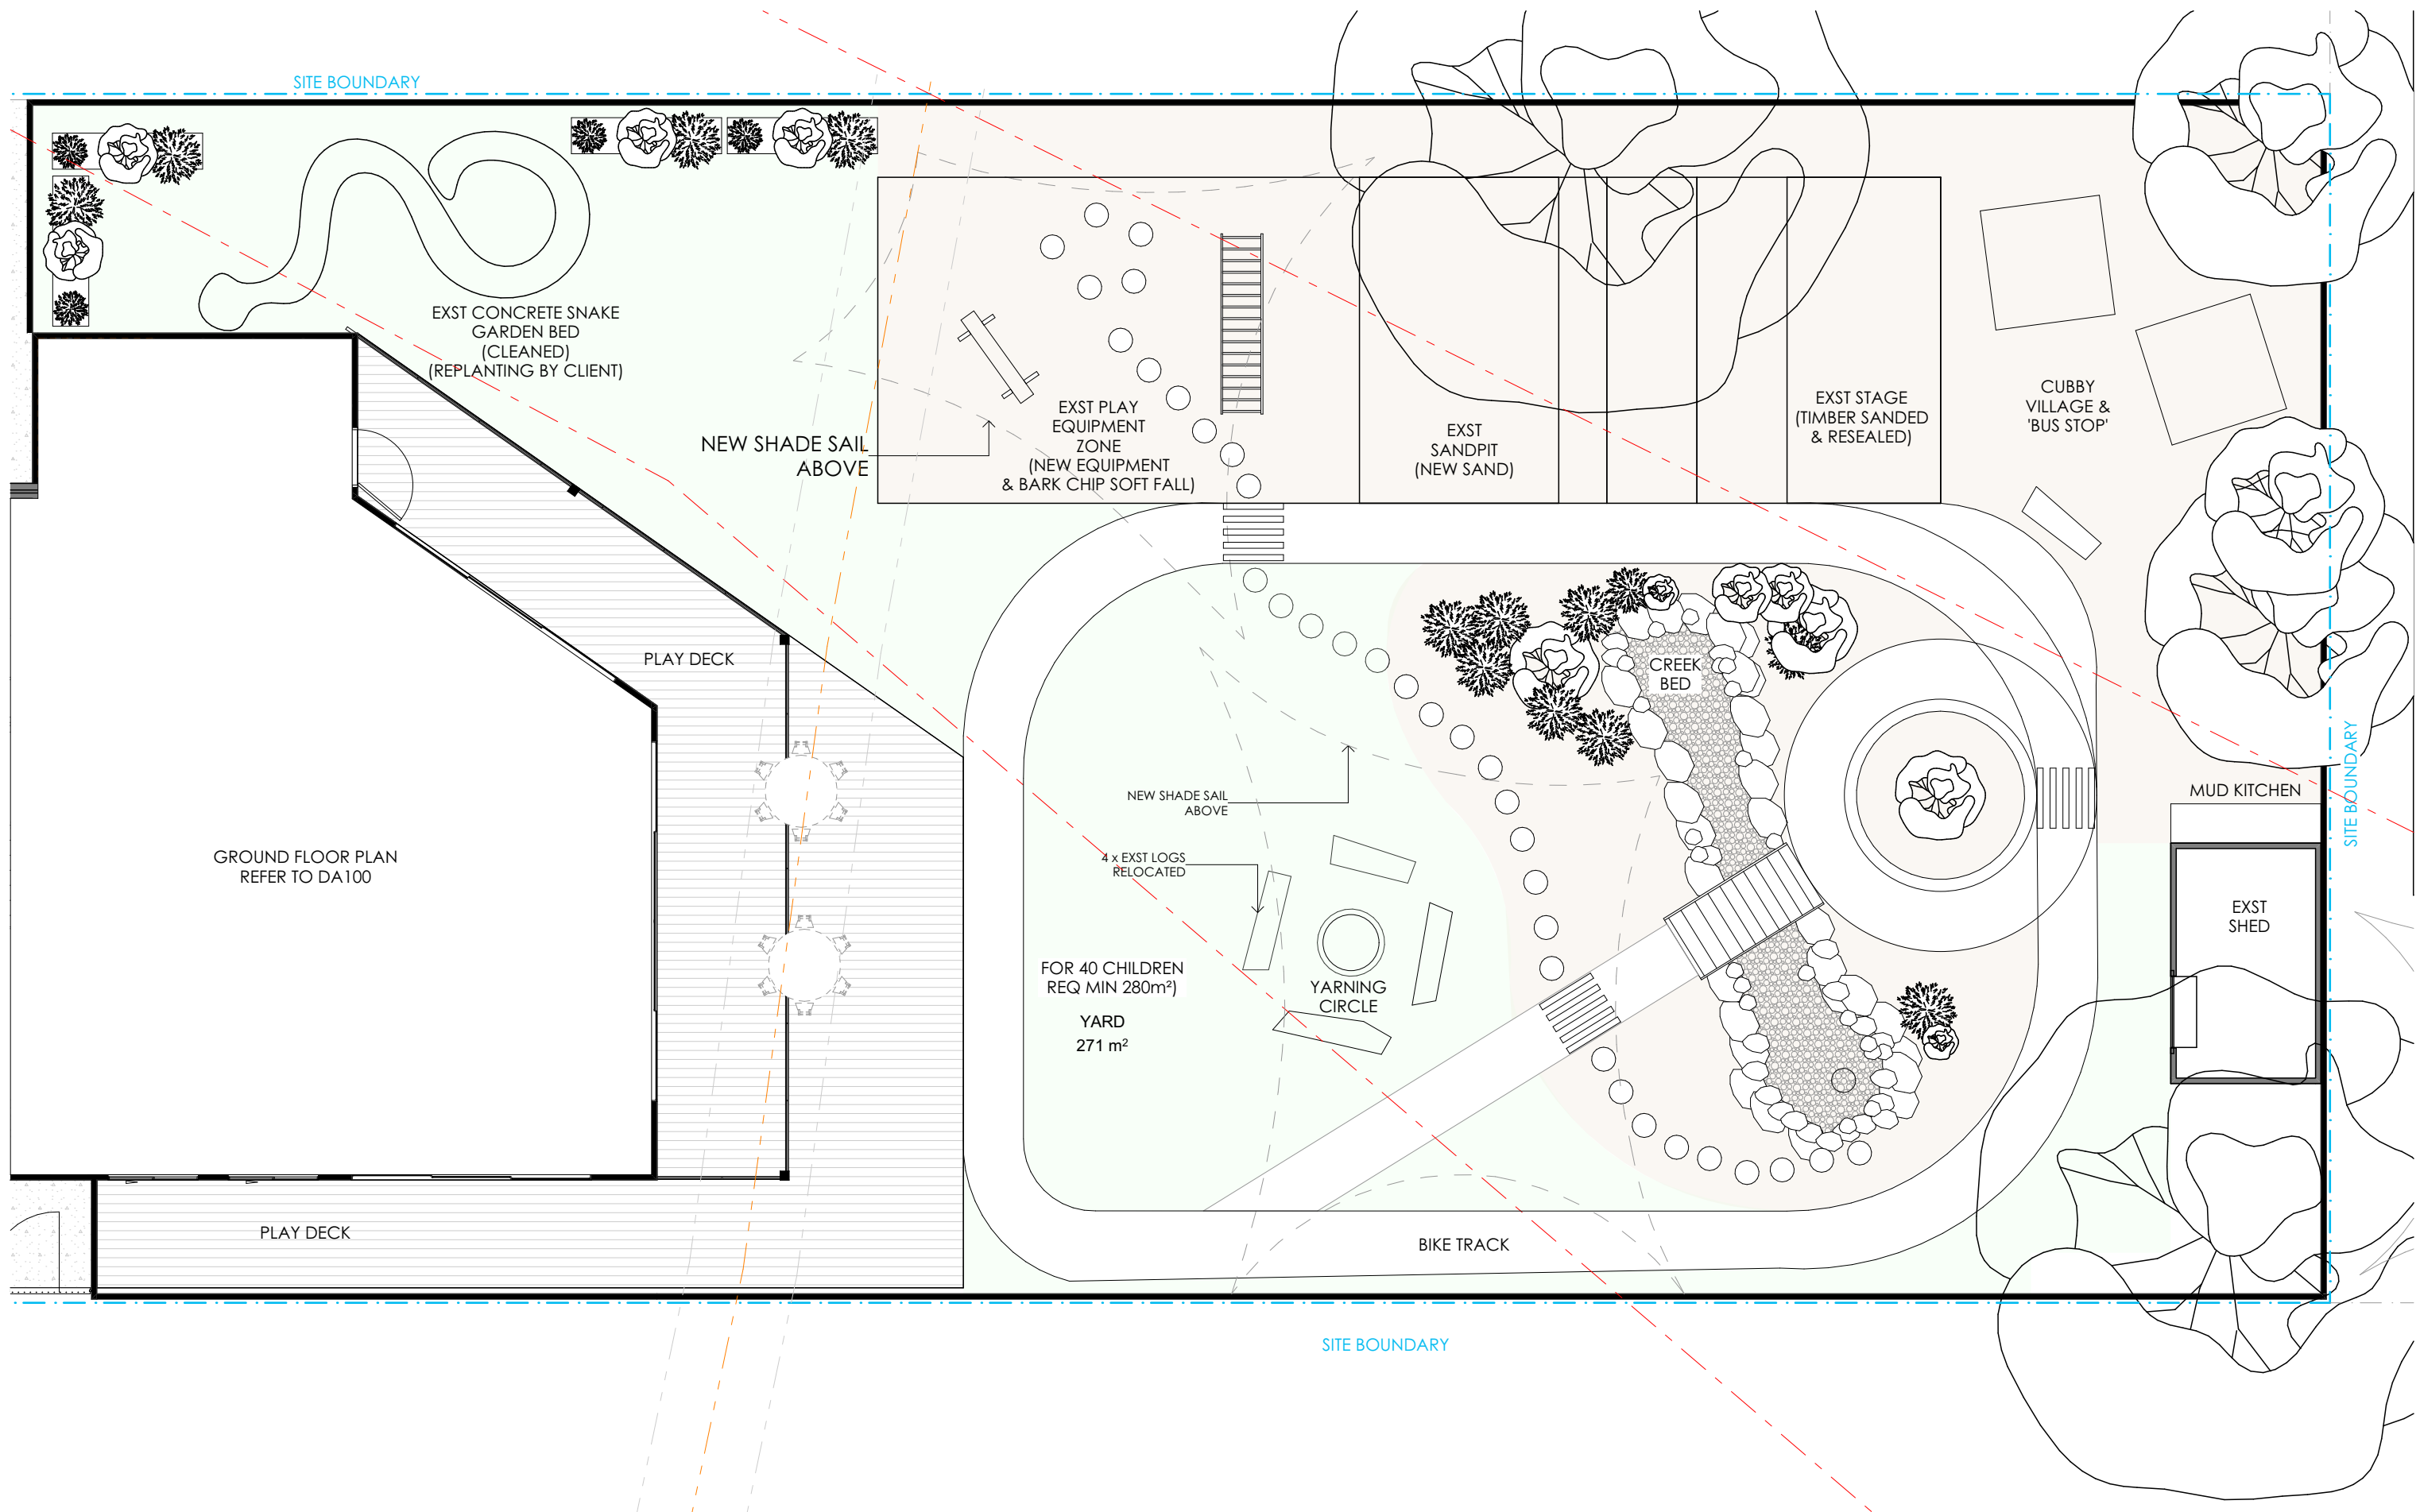 SITE BOUNDARY
EXST CONCRETE SNAKE
GARDEN BED
(CLEANED)
(REPLANTING BY CLIENT)
NEW SHADE SAIL
ABOVE
EXST PLAY
EQUIPMENT
ZONE
(NEW EQUIPMENT
& BARK CHIP SOFT FALL)
EXST
SANDPIT
(NEW SAND)
EXST STAGE
(TIMBER SANDED
& RESEALED)
CUBBY
VILLAGE &
'BUS STOP'
PLAY DECK
CREEK
BED
NEW SHADE SAIL
ABOVE
MUD KITCHEN
SITE BOUNDARY
GROUND FLOOR PLAN
REFER TO DA100
4 x EXST LOGS
RELOCATED
EXST
SHED
FOR 40 CHILDREN
REQ MIN 280m²)
YARD
271 m²
YARNING
CIRCLE
PLAY DECK
BIKE TRACK
SITE BOUNDARY